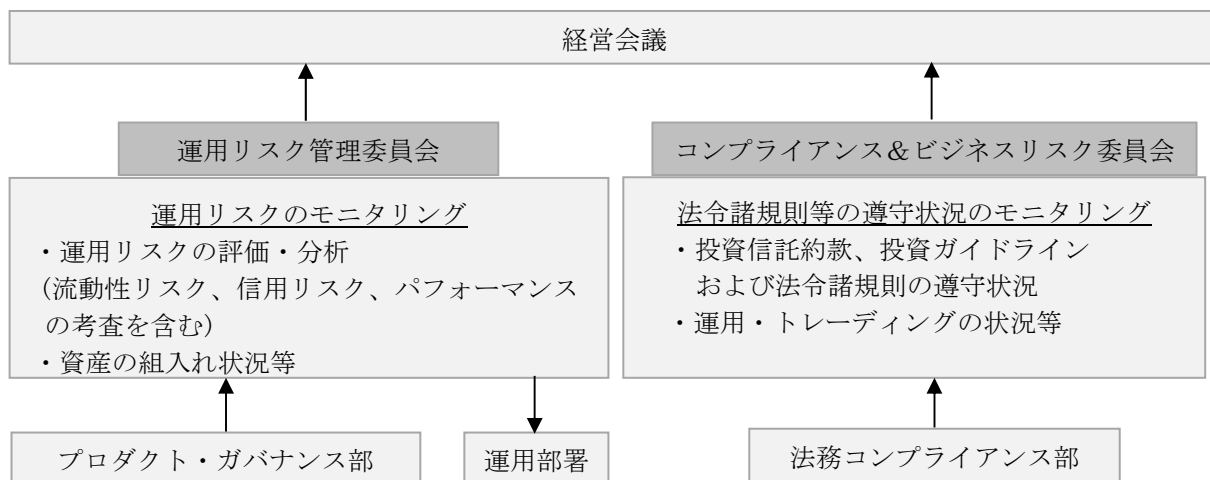 経営会議
運用リスク管理委員会
運用リスクのモニタリング
・運用リスクの評価・分析
(流動性リスク、信用リスク、パフォーマンス
の考査を含む)
・資産の組入れ状況等
プロダクト・ガバナンス部
運用部署
コンプライアンス＆ビジネスリスク委員会
法令諸規則等の遵守状況のモニタリング
・投資信託約款、投資ガイドライン
および法令諸規則の遵守状況
・運用・トレーディングの状況等
法務コンプライアンス部